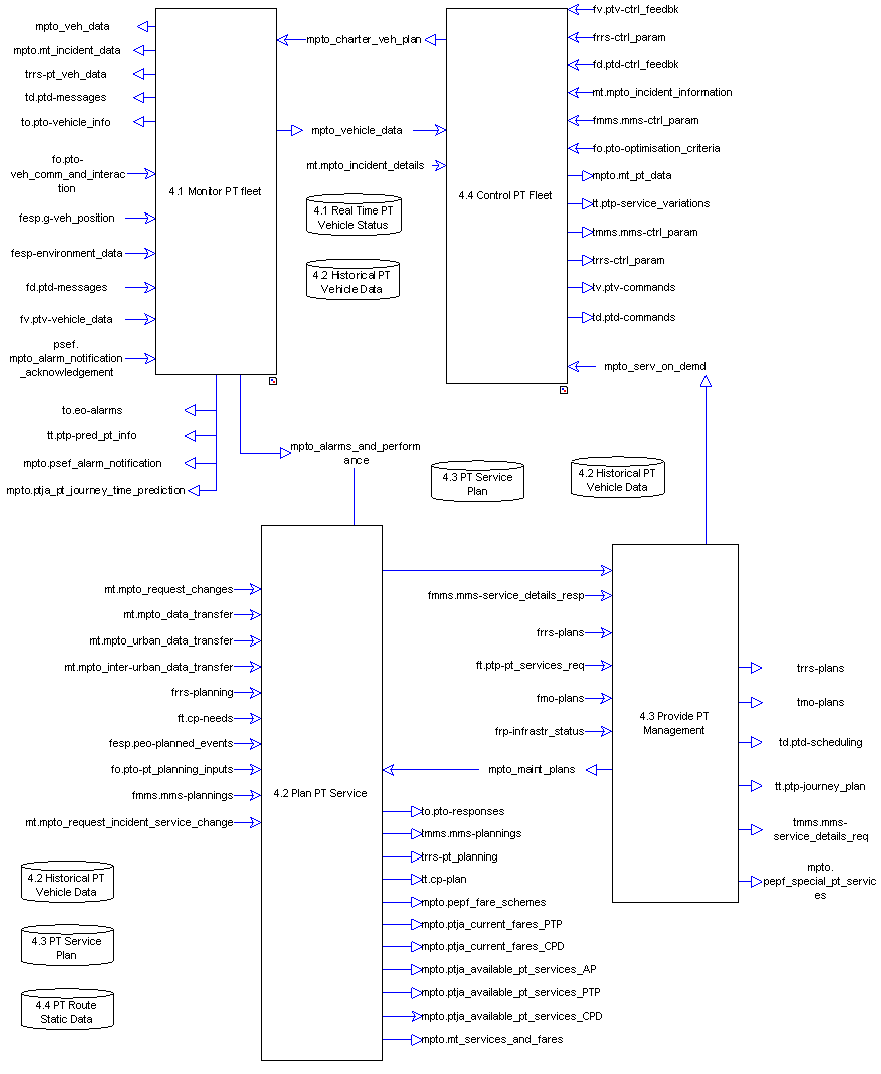 mpto_veh_data
mpto.mt_incident_data
trrs-pt_veh_data
td.ptd-messages
to.pto-vehicle_info
fo.pto-
veh_comm_and_interac
tion
fesp.g-veh_position
fesp-environment_data
fd.ptd-messages
fv.ptv-vehicle_data
psef.
mpto_alarm_notification
_acknowledgement
4.1 Monitor PT fleet
mpto_charter_veh_plan
mpto_vehicle_data
mt.mpto_incident_details
4.1 Real Time PT
Vehicle Status
4.2 Historical PT
Vehicle Data
4.4 Control PT Fleet
fv.ptv-ctrl_feedbk
frrs-ctrl_param
fd.ptd-ctrl_feedbk
mt.mpto_incident_information
fmms.mms-ctrl_param
fo.pto-optimisation_criteria
mpto.mt_pt_data
tt.ptp-service_variations
tmms.mms-ctrl_param
trrs-ctrl_param
tv.ptv-commands
td.ptd-commands
mpto_serv_on_demd
to.eo-alarms
tt.ptp-pred_pt_info
mpto.psef_alarm_notification
mpto.ptja_pt_journey_time_prediction
mpto_alarms_and_perform
ance
4.3 PT Service
Plan
4.2 Historical PT
Vehicle Data
mt.mpto_request_changes
mt.mpto_data_transfer
mt.mpto_urban_data_transfer
mt.mpto_inter-urban_data_transfer
frrs-planning
ft.cp-needs
fesp.peo-planned_events
fo.pto-pt_planning_inputs
fmms.mms-plannings
mt.mpto_request_incident_service_change
4.2 Plan PT Service
fmms.mms-service_details_resp
frrs-plans
ft.ptp-pt_services_req
fmo-plans
frp-infrastr_status
mpto_maint_plans
4.3 Provide PT
Management
trrs-plans
tmo-plans
td.ptd-scheduling
tt.ptp-journey_plan
tmms.mms-
service_details_req
mpto.
pepf_special_pt_servic
es
to.pto-responses
tmms.mms-plannings
trrs-pt_planning
tt.cp-plan
mpto.pepf_fare_schemes
mpto.ptja_current_fares_PTP
mpto.ptja_current_fares_CPD
mpto.ptja_available_pt_services_AP
mpto.ptja_available_pt_services_PTP
mpto.ptja_available_pt_services_CPD
mpto.mt_services_and_fares
4.2 Historical PT
Vehicle Data
4.3 PT Service
Plan
4.4 PT Route
Static Data